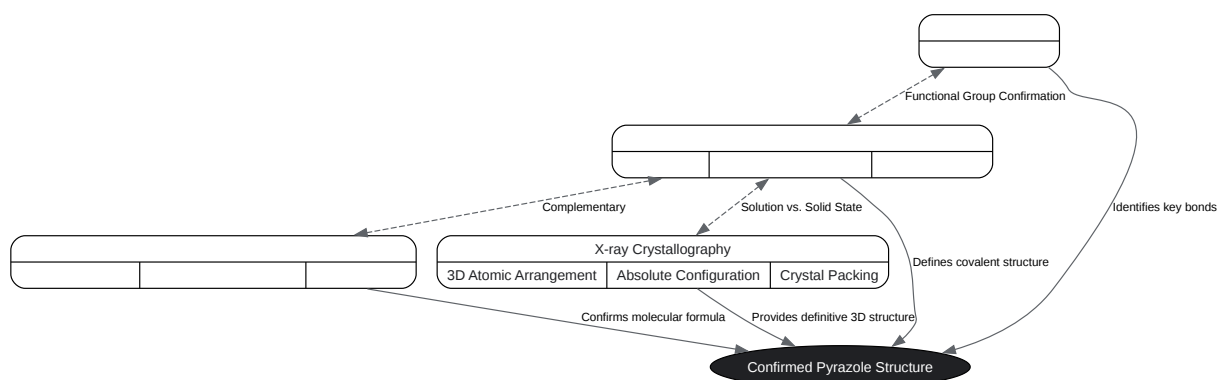 Functional Group Confirmation
Complementary
Solution vs. Solid State
Identifies key bonds
X-ray Crystallography
3D Atomic Arrangement
Absolute Configuration
Crystal Packing
Defines covalent structure
Confirms molecular formula
Provides definitive 3D structure
Confirmed Pyrazole Structure